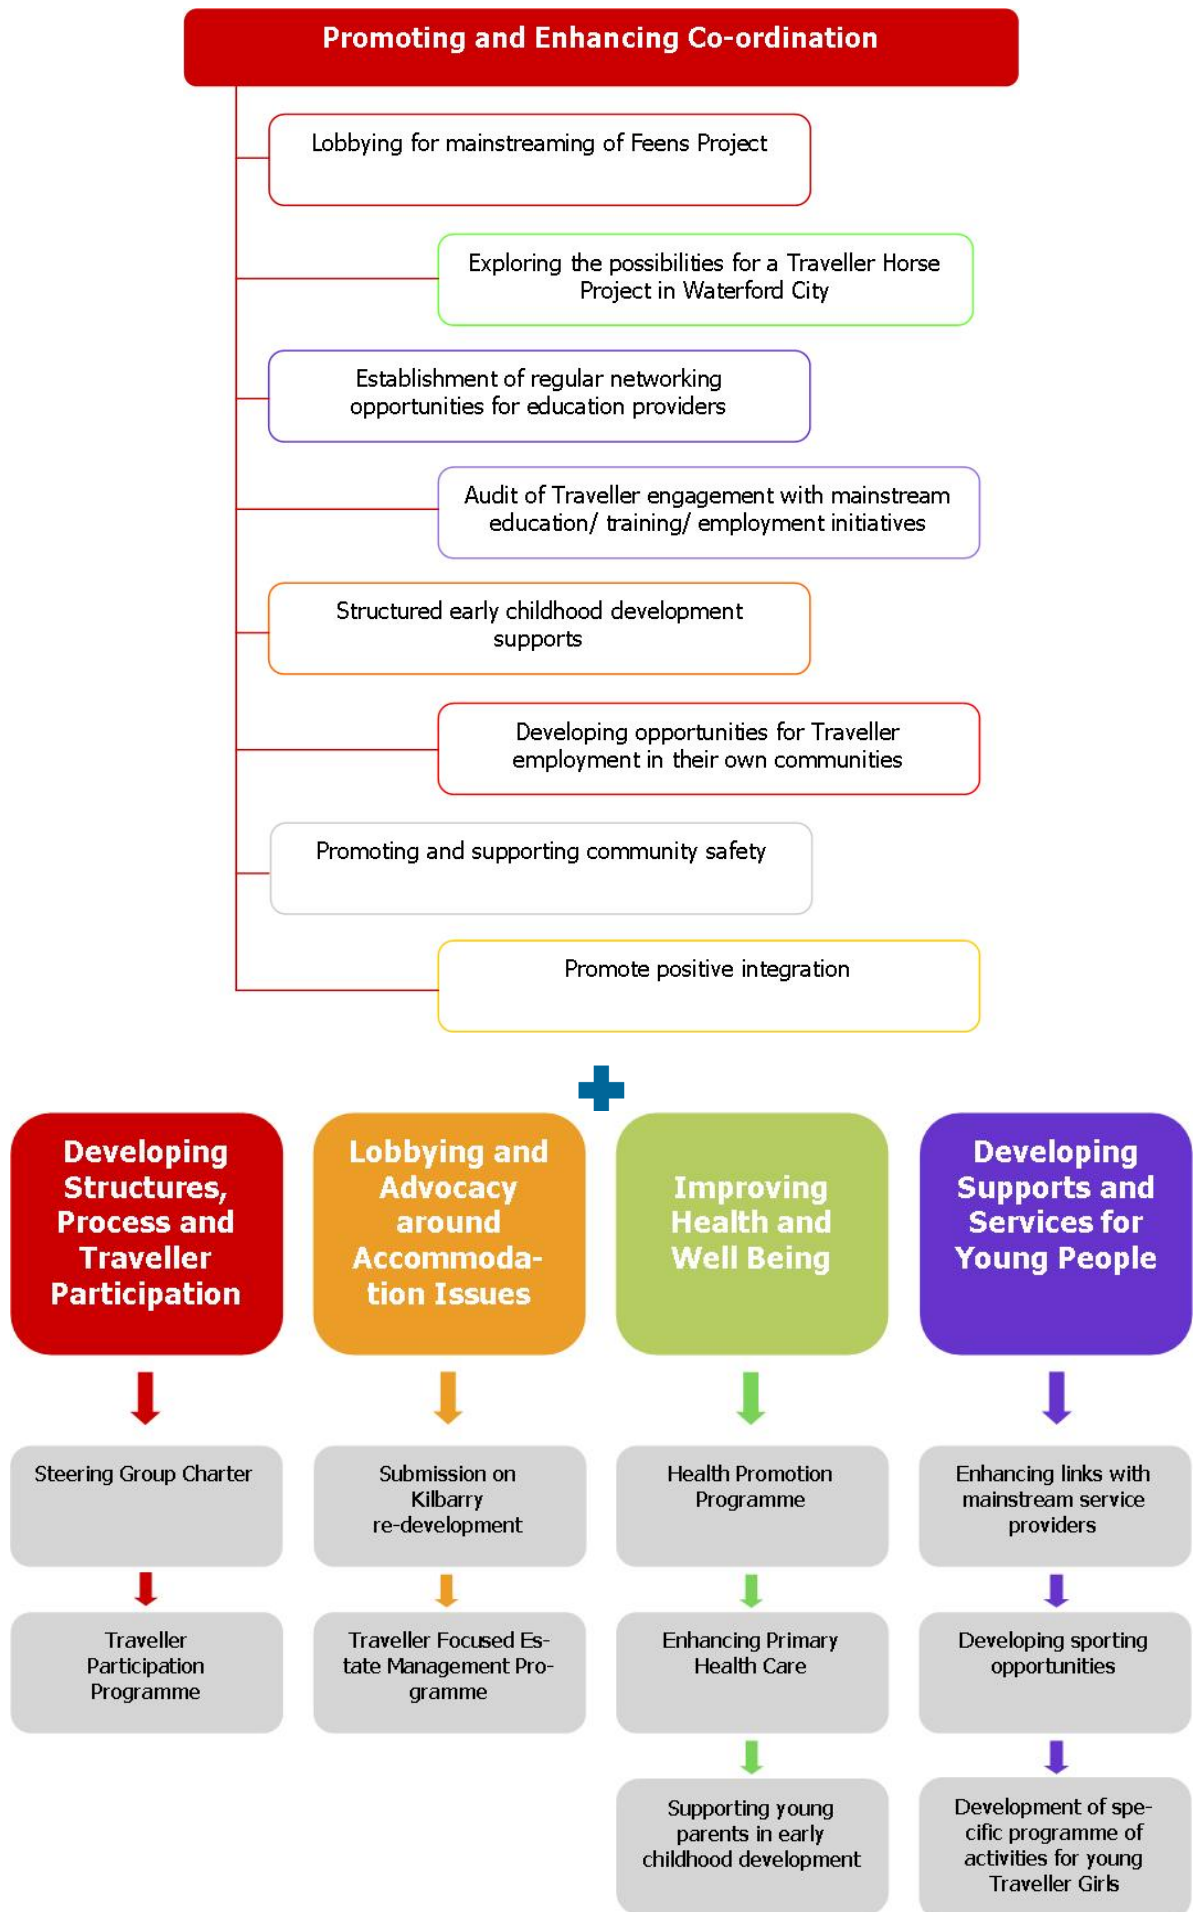 Promoting and Enhancing Co-ordination
Lobbying for mainstreaming of Feens Project
Exploring the possibilities for a Traveller Horse
Project in Waterford City
Establishment of regular networking
opportunities for education providers
Audit of Traveller engagement with mainstream
education/ training/ employment initiatives
Structured early childhood development
supports
Developing opportunities for Traveller
employment in their own communities
Promoting and supporting community safety
Promote positive integration
Developing
Structures,
Process and
Traveller
Participation
Steering Group Charter
Traveller
Participation
Programme
Lobbying and
Advocacy
around
Accommoda-
tion Issues
Submission on
Kilbarry
re-development
Traveller Focused Es-
tate Management Pro-
gramme
Improving
Health and
Well Being
Health Promotion
Programme
Enhancing Primary
Health Care
Supporting young
parents in early
childhood development
Developing
Supports and
Services for
Young People
Enhancing links with
mainstream service
providers
Developing sporting
opportunities
Development of spe-
cific programme of
activities for young
Traveller Girls